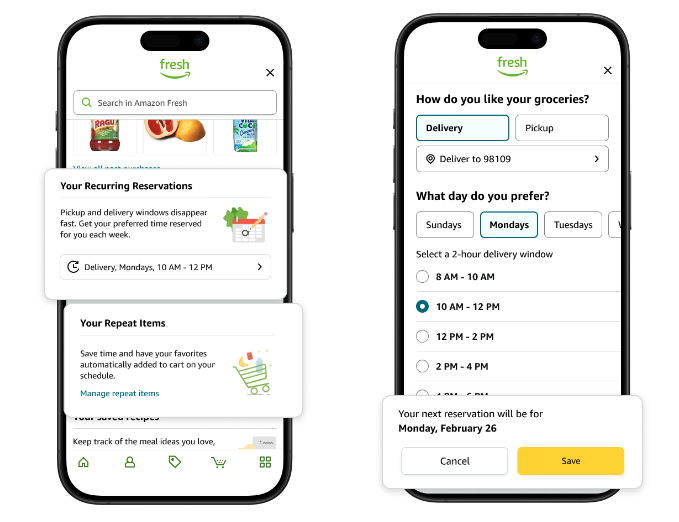 fresh
Search in Amazon Fresh
RAGU
Your Recurring Reservations
Pickup and delivery windows disappear
fast. Get your preferred time reserved
for you each week.
Delivery, Mondays, 10 AM - 12 PM
Your Repeat Items
Save time and have your favorites
automatically added to cart on your
schedule.
Manage repeat items
Your saved recipes
Keep track of the meal ideas you love,
fresh
How do you like your groceries?
Delivery
Pickup
Deliver to 98109
What day do you prefer?
Sundays
Mondays
Tuesdays
Select a 2-hour delivery window
8 AM - 10 AM
10 AM - 12 PM
12 PM - 2 PM
2 PM - 4 PM
Your next reservation will be for
Monday, February 26
Cancel
Save